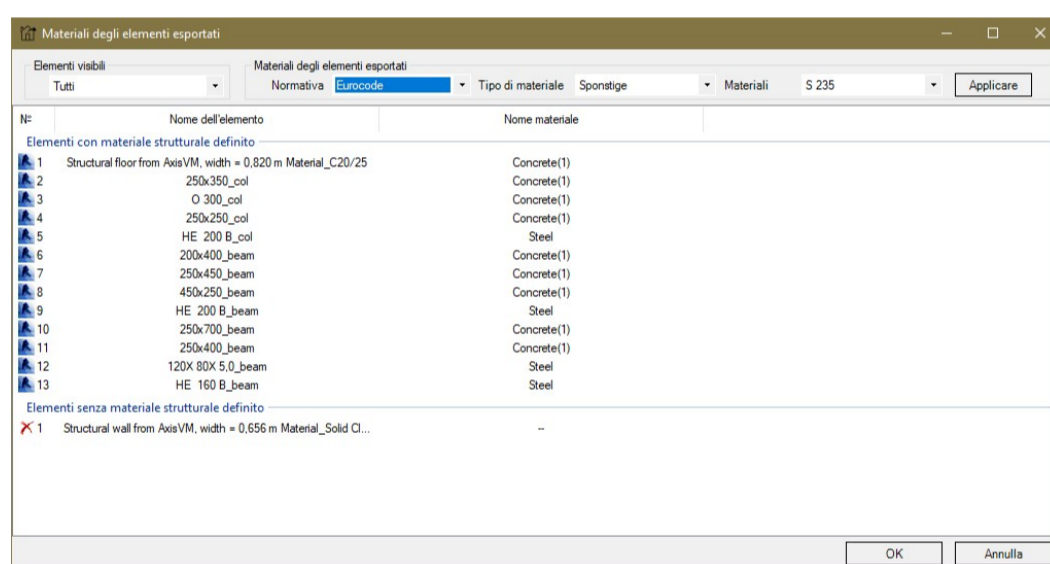 Materiali degli elementi esportati
Elementi visibili
Materiali degli elementi esportati
Tutti Normativa Eurocode Tipo di materiale Sponstige Materiali S 235 Applicare
N= Nome dell'elemento Nome materiale
Elementi con materiale strutturale definito
1 Structural floor from AxisVM, width = 0,820 m Material_C20/25 Concrete(1)
2 250x350_col Concrete(1)
3 O 300_col Concrete(1)
4 250x250_col Concrete(1)
5 HE 200 B_col Steel
6 200x400_beam Concrete(1)
7 250x450_beam Concrete(1)
8 450x250_beam Concrete(1)
9 HE 200 B_beam Steel
10 250x700_beam Concrete(1)
11 250x400_beam Concrete(1)
12 120X 80X 5,0_beam Steel
13 HE 160 B_beam Steel
Elementi senza materiale strutturale definito
1 Structural wall from AxisVM, width = 0,656 m Material_Solid Cl... --
OK Annulla